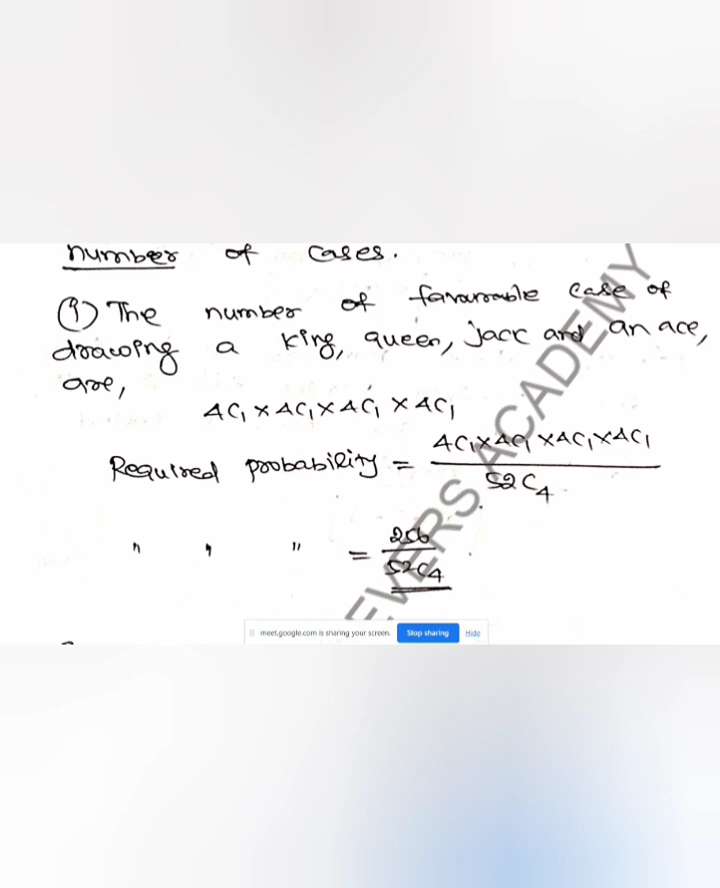 number of cases.
(i) The number of favourable case of
drawing a king, queen, jack and an ace,
are,
4C₁ × 4C₁ × 4C₁ × 4C₁
Required probability = 4C₁×4C₁×4C₁×4C₁
52C₄
" " " = 256
52C₄
EVERS ACADEMY
meet.google.com is sharing your screen. Stop sharing Hide